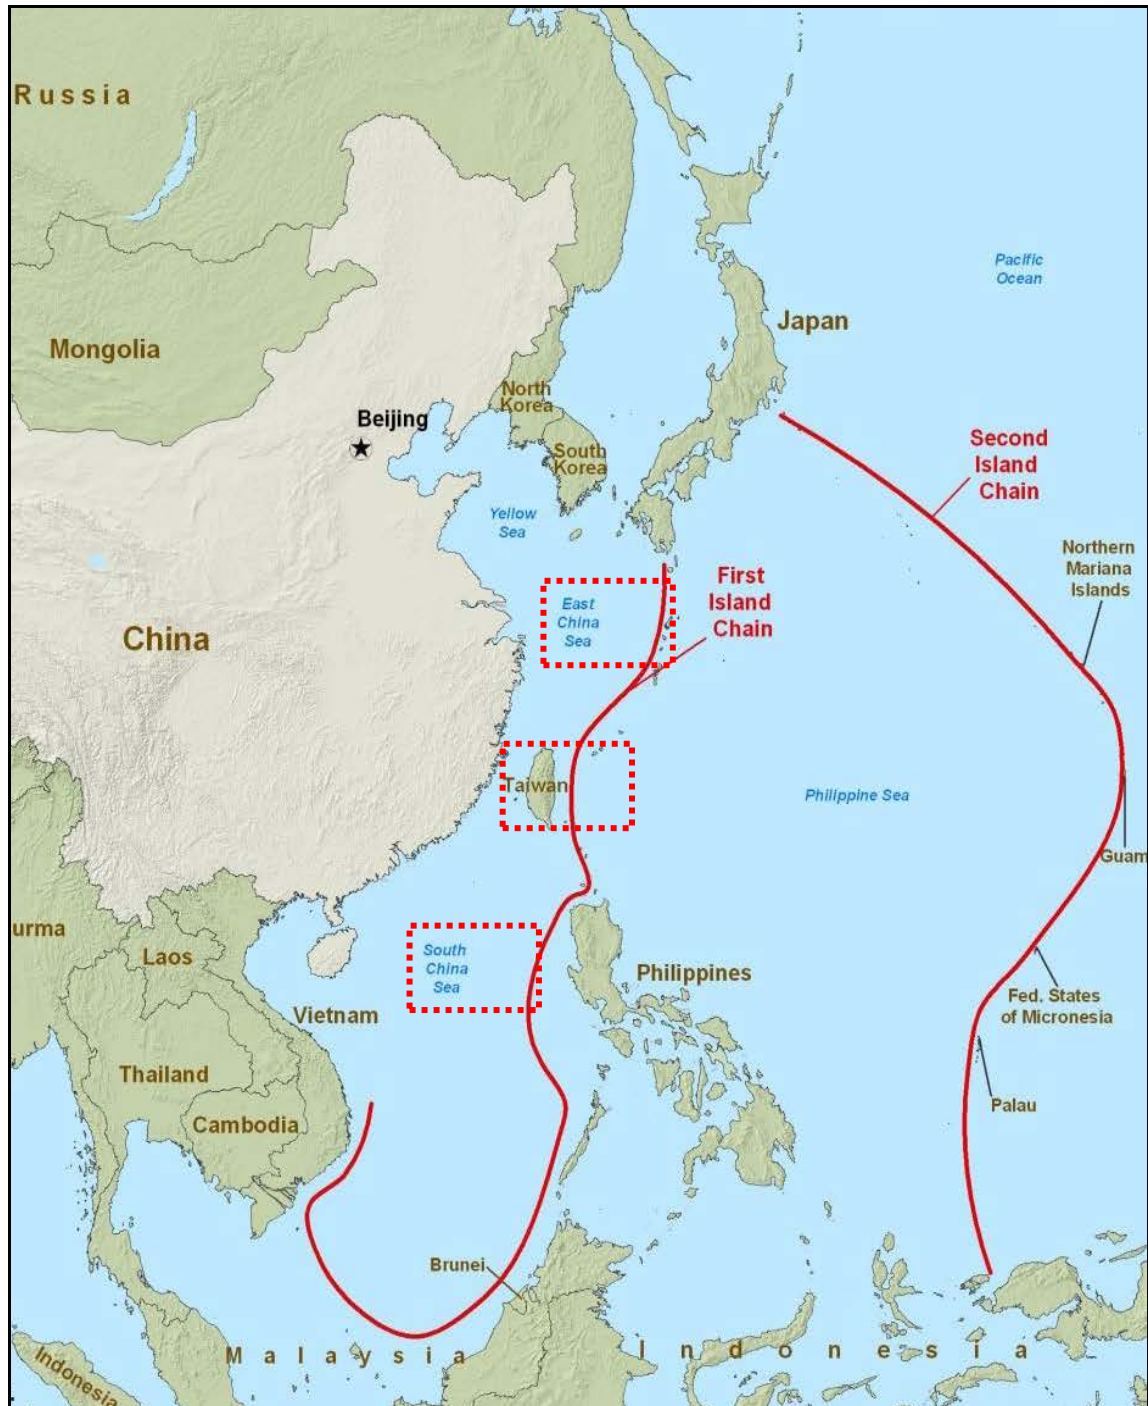 Russia
Pacific
Ocean
Japan
Mongolia
North
Korea
Beijing
Second
Island
Chain
South
Korea
Yellow
Sea
Northern
Mariana
Islands
First
Island
Chain
East
China
Sea
China
Taiwan
Philippine Sea
Guam
urma
Laos
South
China
Sea
Philippines
Vietnam
Fed. States
of Micronesia
Thailand
Palau
Cambodia
Brunei
Malaysia
Indonesia
Indonesia